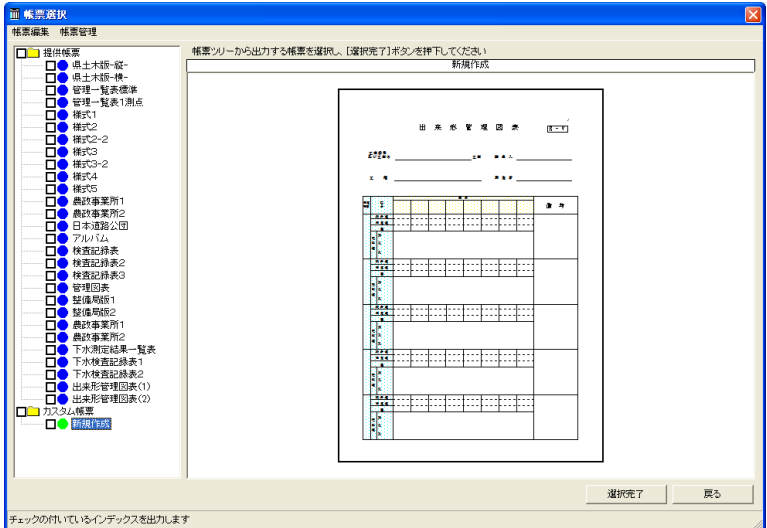 帳票選択
帳票編集 帳票管理
提供帳票
県土木版-縦-
県土木版-横-
管理一覧表標準
管理一覧表1測点
様式1
様式2
様式2-2
様式3
様式3-2
様式4
様式5
農政事業所1
農政事業所2
日本道路公団
アルバム
検査記録表
検査記録表2
検査記録表3
管理図表
整備局版1
整備局版2
農政事業所1
農政事業所2
下水測定結果一覧表
下水検査記録表1
下水検査記録表2
出来形管理図表(1)
出来形管理図表(2)
カスタム帳票
新規作成
帳票ツリーから出力する帳票を選択し、[選択完了]ボタンを押下してください
新規作成
出来形管理図表
選択完了 戻る
チェックの付いているインデックスを出力します